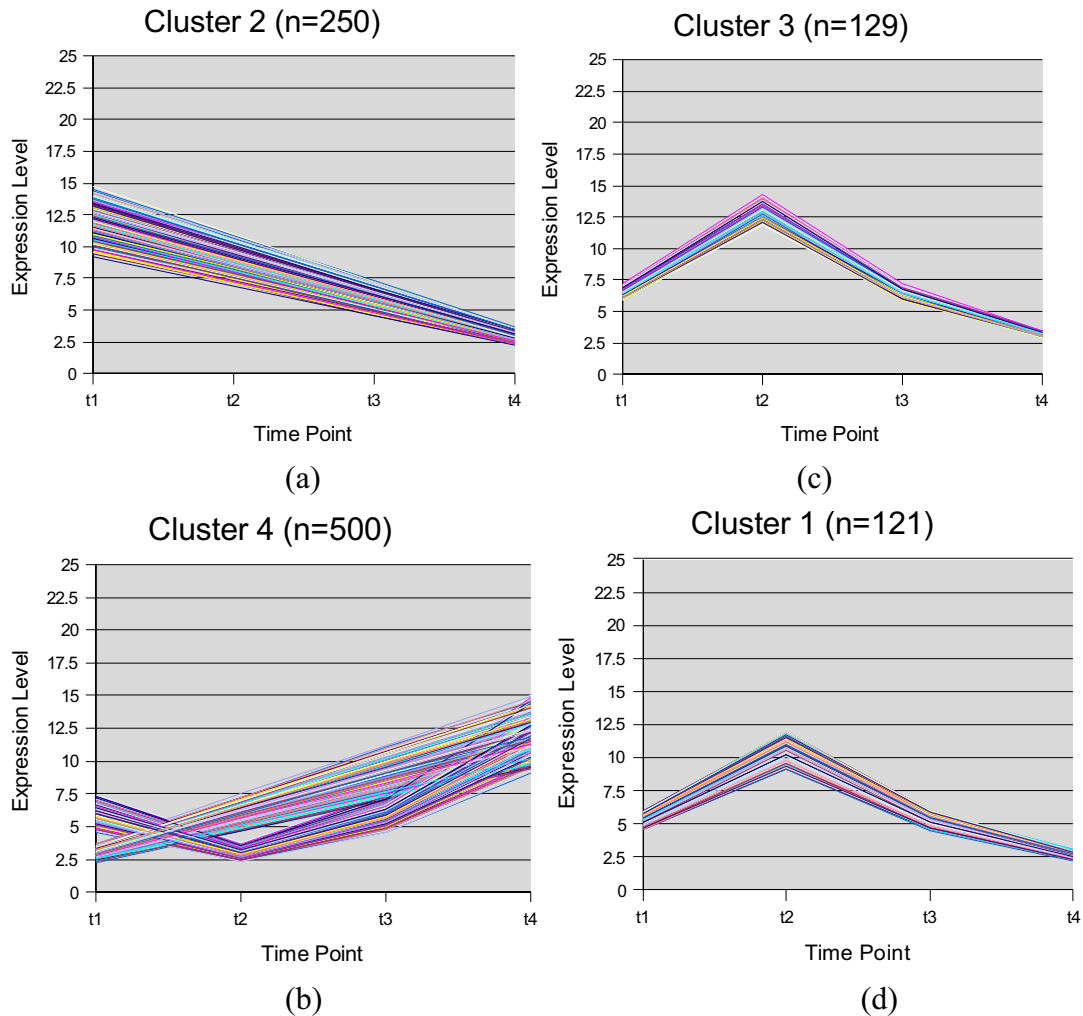 Cluster 2 (n=250)
25
22.5
20
17.5
15
12.5
10
7.5
5
2.5
0
Expression Level
t1 t2 t3 t4
Time Point
(a)
Cluster 3 (n=129)
25
22.5
20
17.5
15
12.5
10
7.5
5
2.5
0
Expression Level
t1 t2 t3 t4
Time Point
(c)
Cluster 4 (n=500)
25
22.5
20
17.5
15
12.5
10
7.5
5
2.5
0
Expression Level
t1 t2 t3 t4
Time Point
(b)
Cluster 1 (n=121)
25
22.5
20
17.5
15
12.5
10
7.5
5
2.5
0
Expression Level
t1 t2 t3 t4
Time Point
(d)